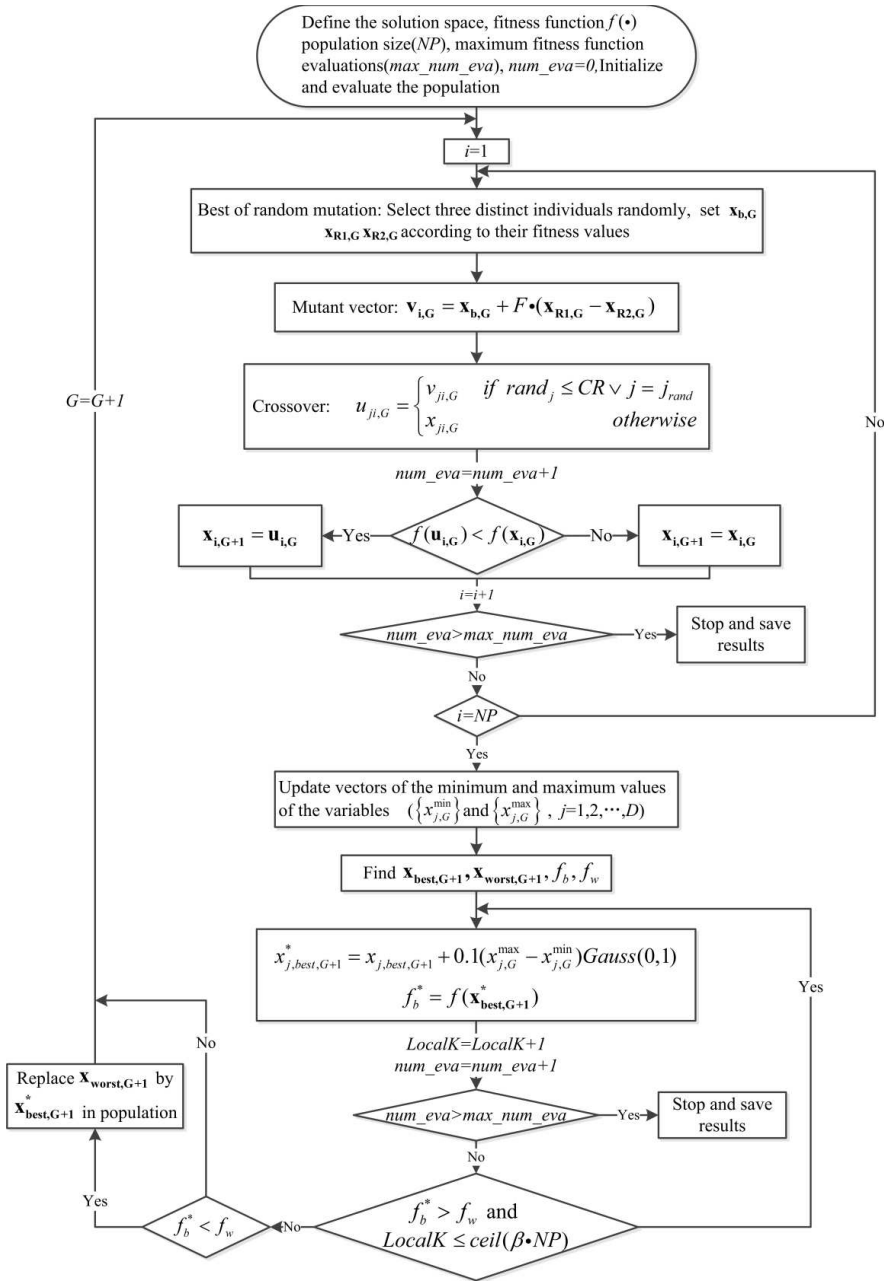 Define the solution space, fitness function f(•)
population size(NP), maximum fitness function
evaluations(max_num_eva), num_eva=0,Initialize
and evaluate the population
i=1
Best of random mutation: Select three distinct individuals randomly, set x_{b,G}
x_{R1,G} x_{R2,G} according to their fitness values
Mutant vector: v_{i,G} = x_{b,G} + F•(x_{R1,G} − x_{R2,G})
G=G+1
Crossover: u_{ji,G} = { v_{ji,G} if rand_j ≤ CR ∨ j = j_{rand}
x_{ji,G} otherwise
No
num_eva=num_eva+1
x_{i,G+1} = u_{i,G}
Yes
f(u_{i,G}) < f(x_{i,G})
No
x_{i,G+1} = x_{i,G}
i=i+1
num_eva>max_num_eva
Yes
Stop and save
results
No
i=NP
Yes
Update vectors of the minimum and maximum values
of the variables ({x_{j,G}^{min}} and {x_{j,G}^{max}} , j=1,2,⋯,D)
Find x_{best,G+1}, x_{worst,G+1}, f_b, f_w
x^*_{j,best,G+1} = x_{j,best,G+1} + 0.1(x_{j,G}^{max} − x_{j,G}^{min})Gauss(0,1)
f_b^* = f(x^*_{best,G+1})
Yes
LocalK=LocalK+1
num_eva=num_eva+1
No
Replace x_{worst,G+1} by
x^*_{best,G+1} in population
num_eva>max_num_eva
Yes
Stop and save
results
No
Yes
f_b^* < f_w
No
f_b^* > f_w and
LocalK ≤ ceil(β•NP)